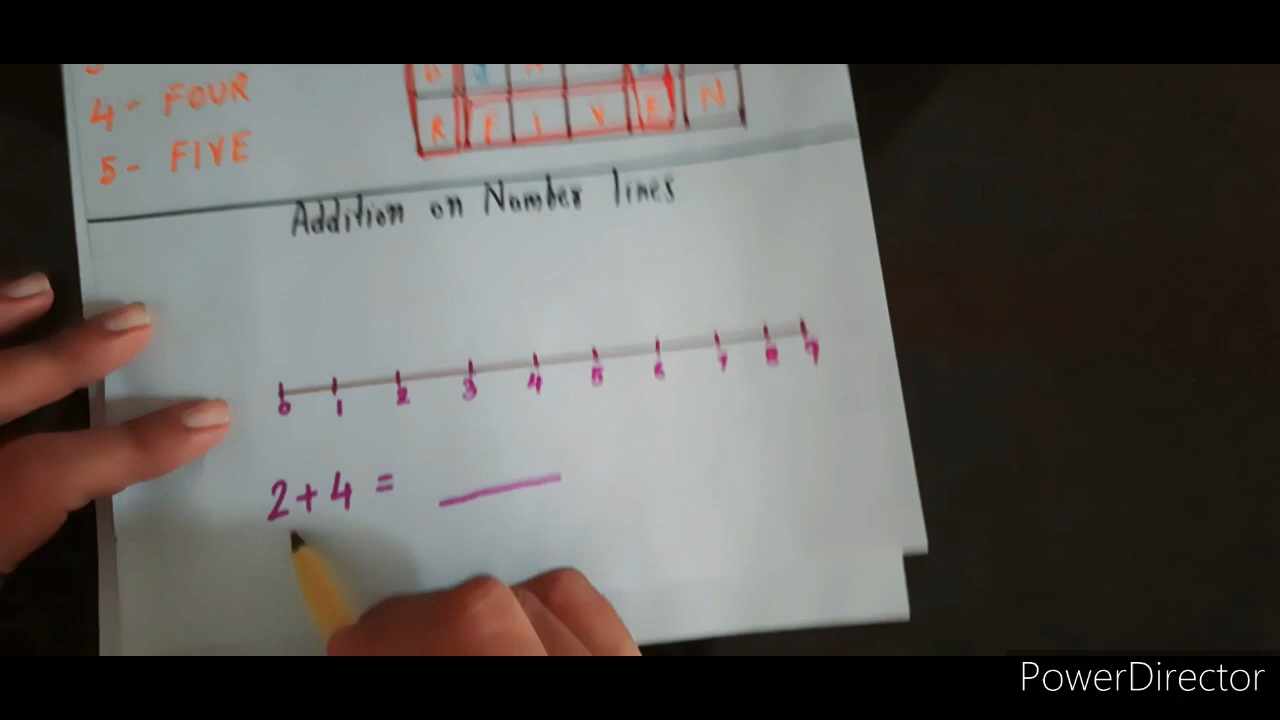 4 - FOUR
5 - FIVE
R F I V E N
Addition on Number lines
0 1 2 3 4 5 6 7 8 9
2 + 4 =
PowerDirector